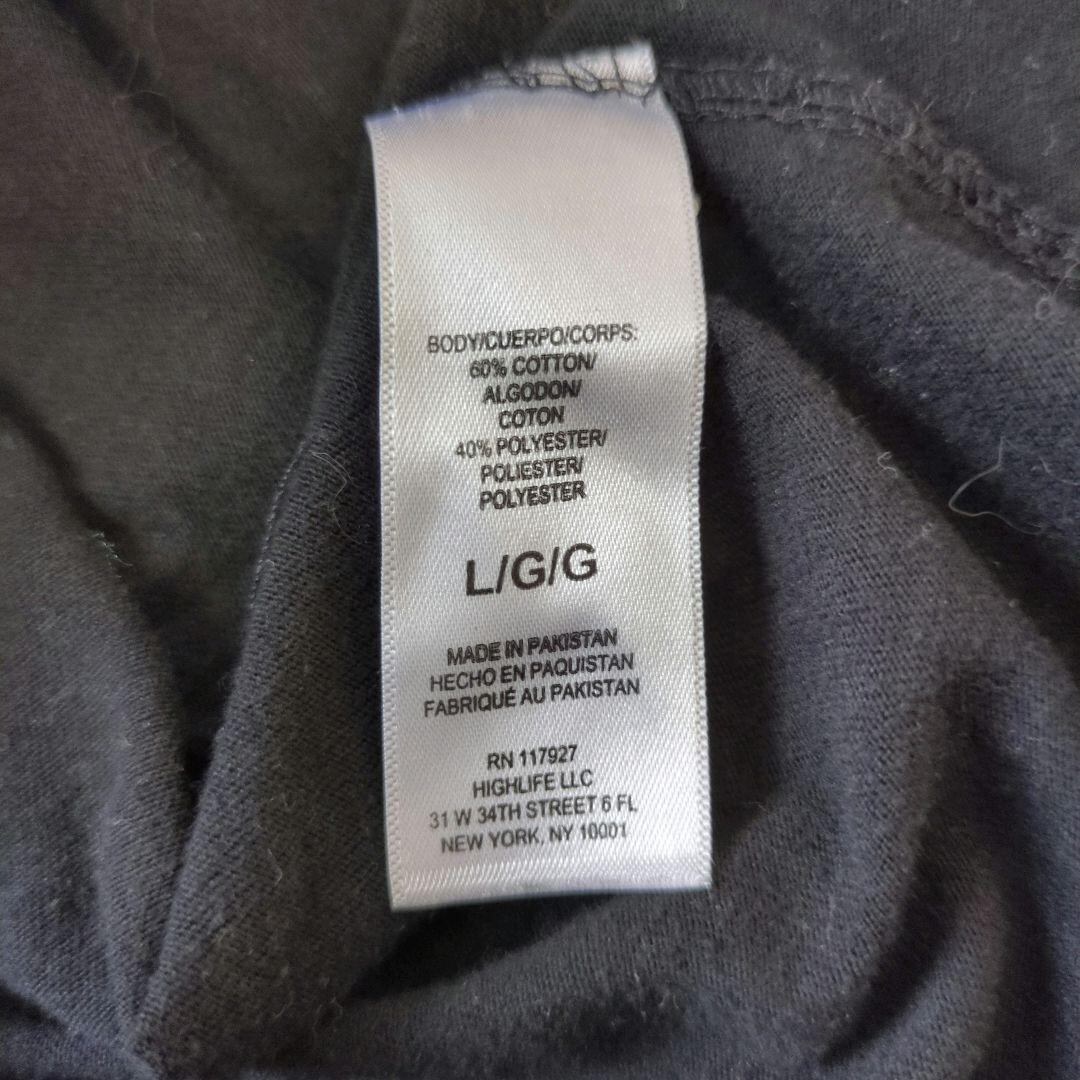 BODY/CUERPO/CORPS:
60% COTTON/
ALGODON/
COTON
40% POLYESTER/
POLIESTER/
POLYESTER
L/G/G
MADE IN PAKISTAN
HECHO EN PAQUISTAN
FABRIQUÉ AU PAKISTAN
RN 117927
HIGHLIFE LLC
31 W 34TH STREET 6 FL
NEW YORK, NY 10001